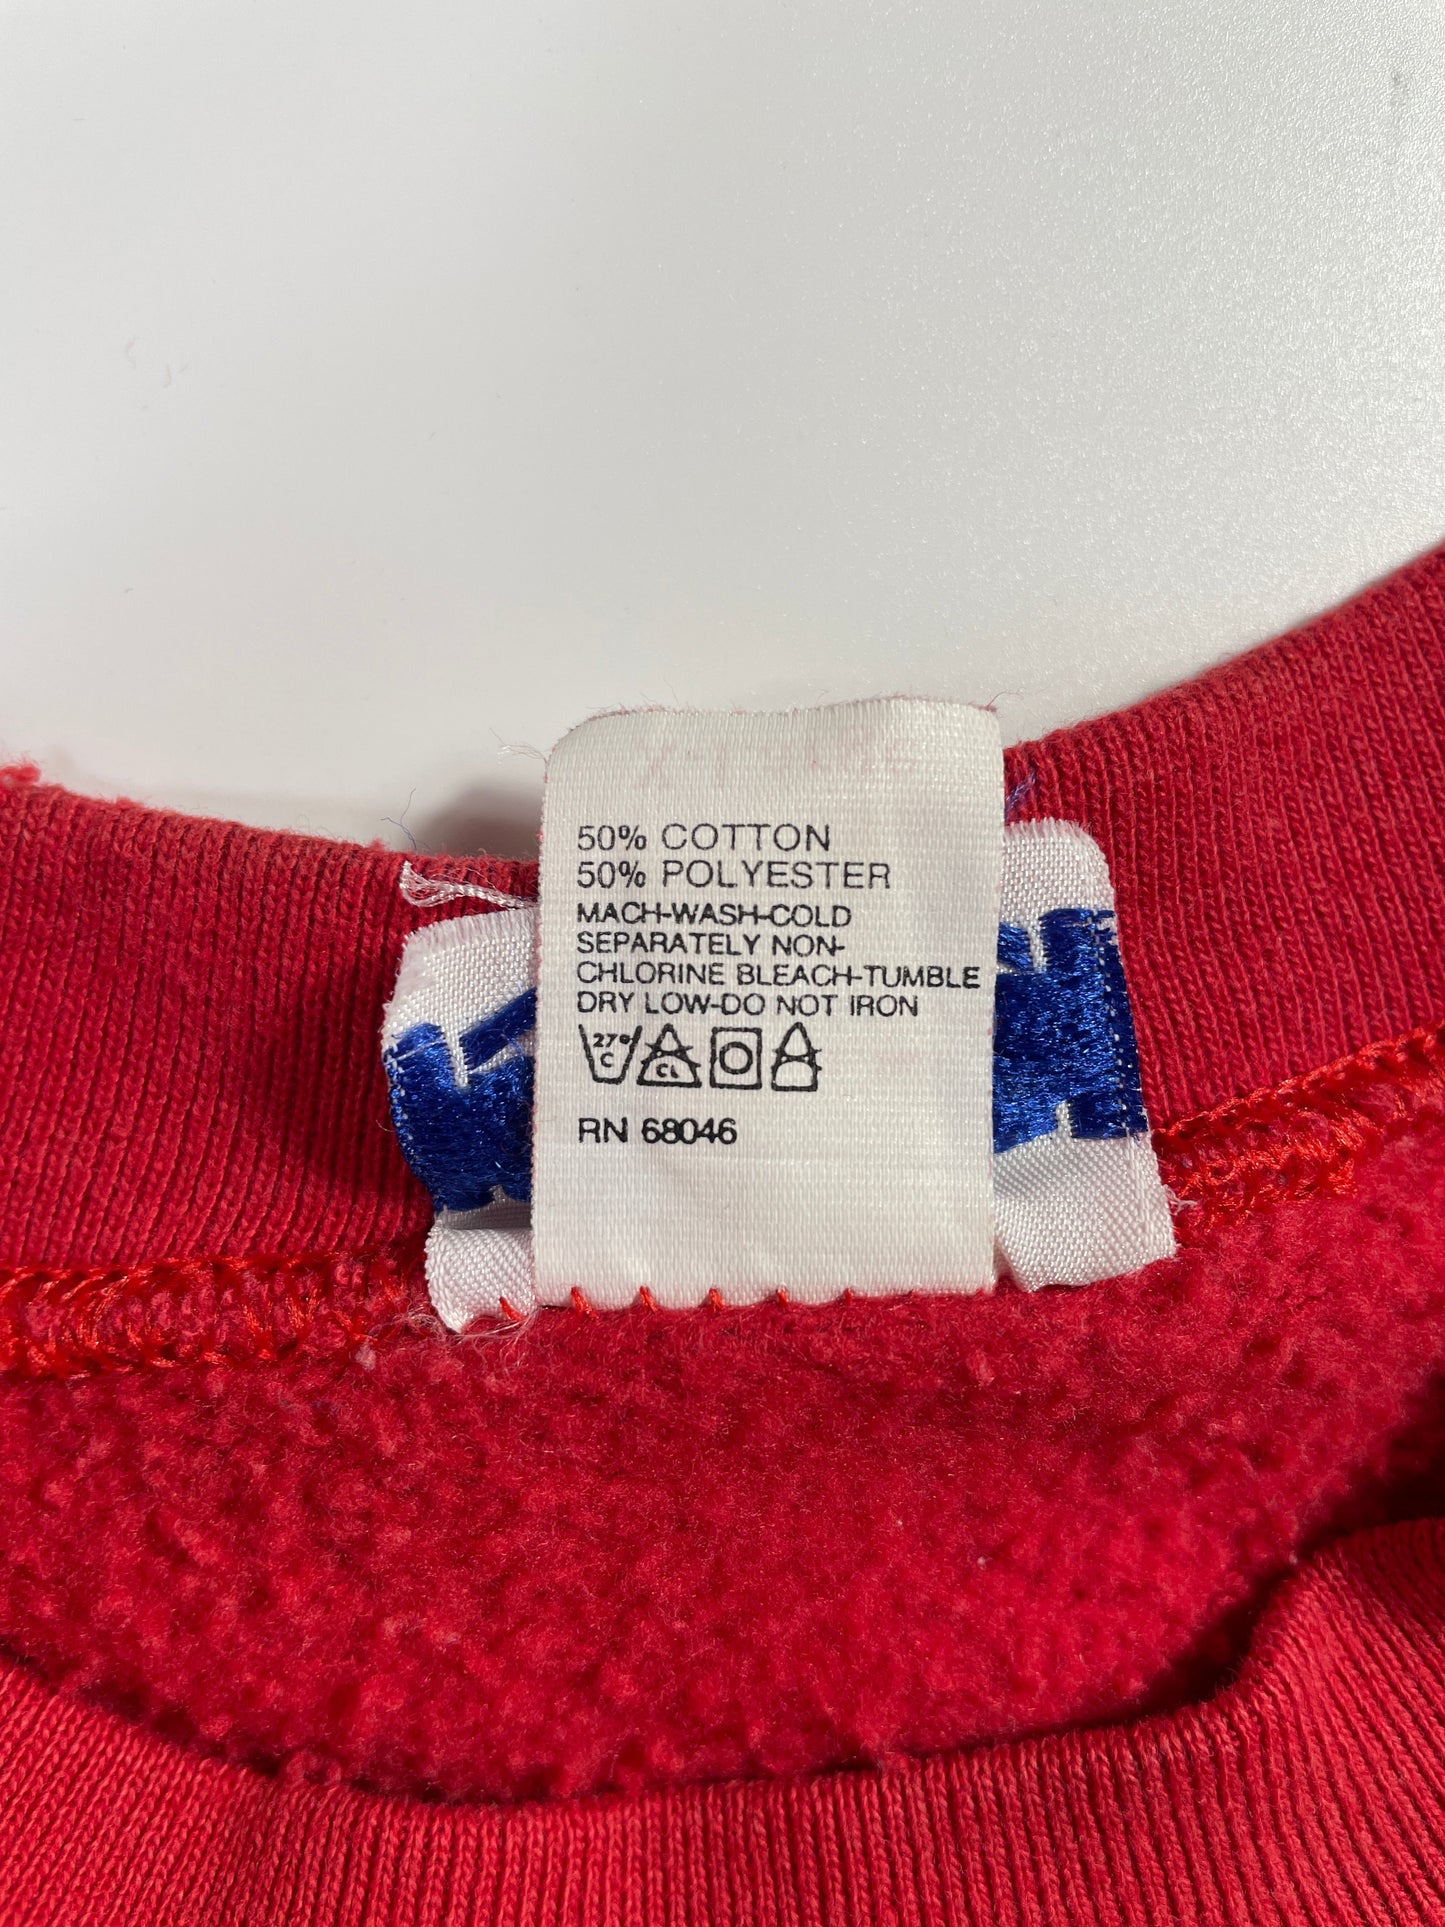 50% COTTON
50% POLYESTER
MACH-WASH-COLD
SEPARATELY NON-
CHLORINE BLEACH-TUMBLE
DRY LOW-DO NOT IRON
27° C CL
RN 68046